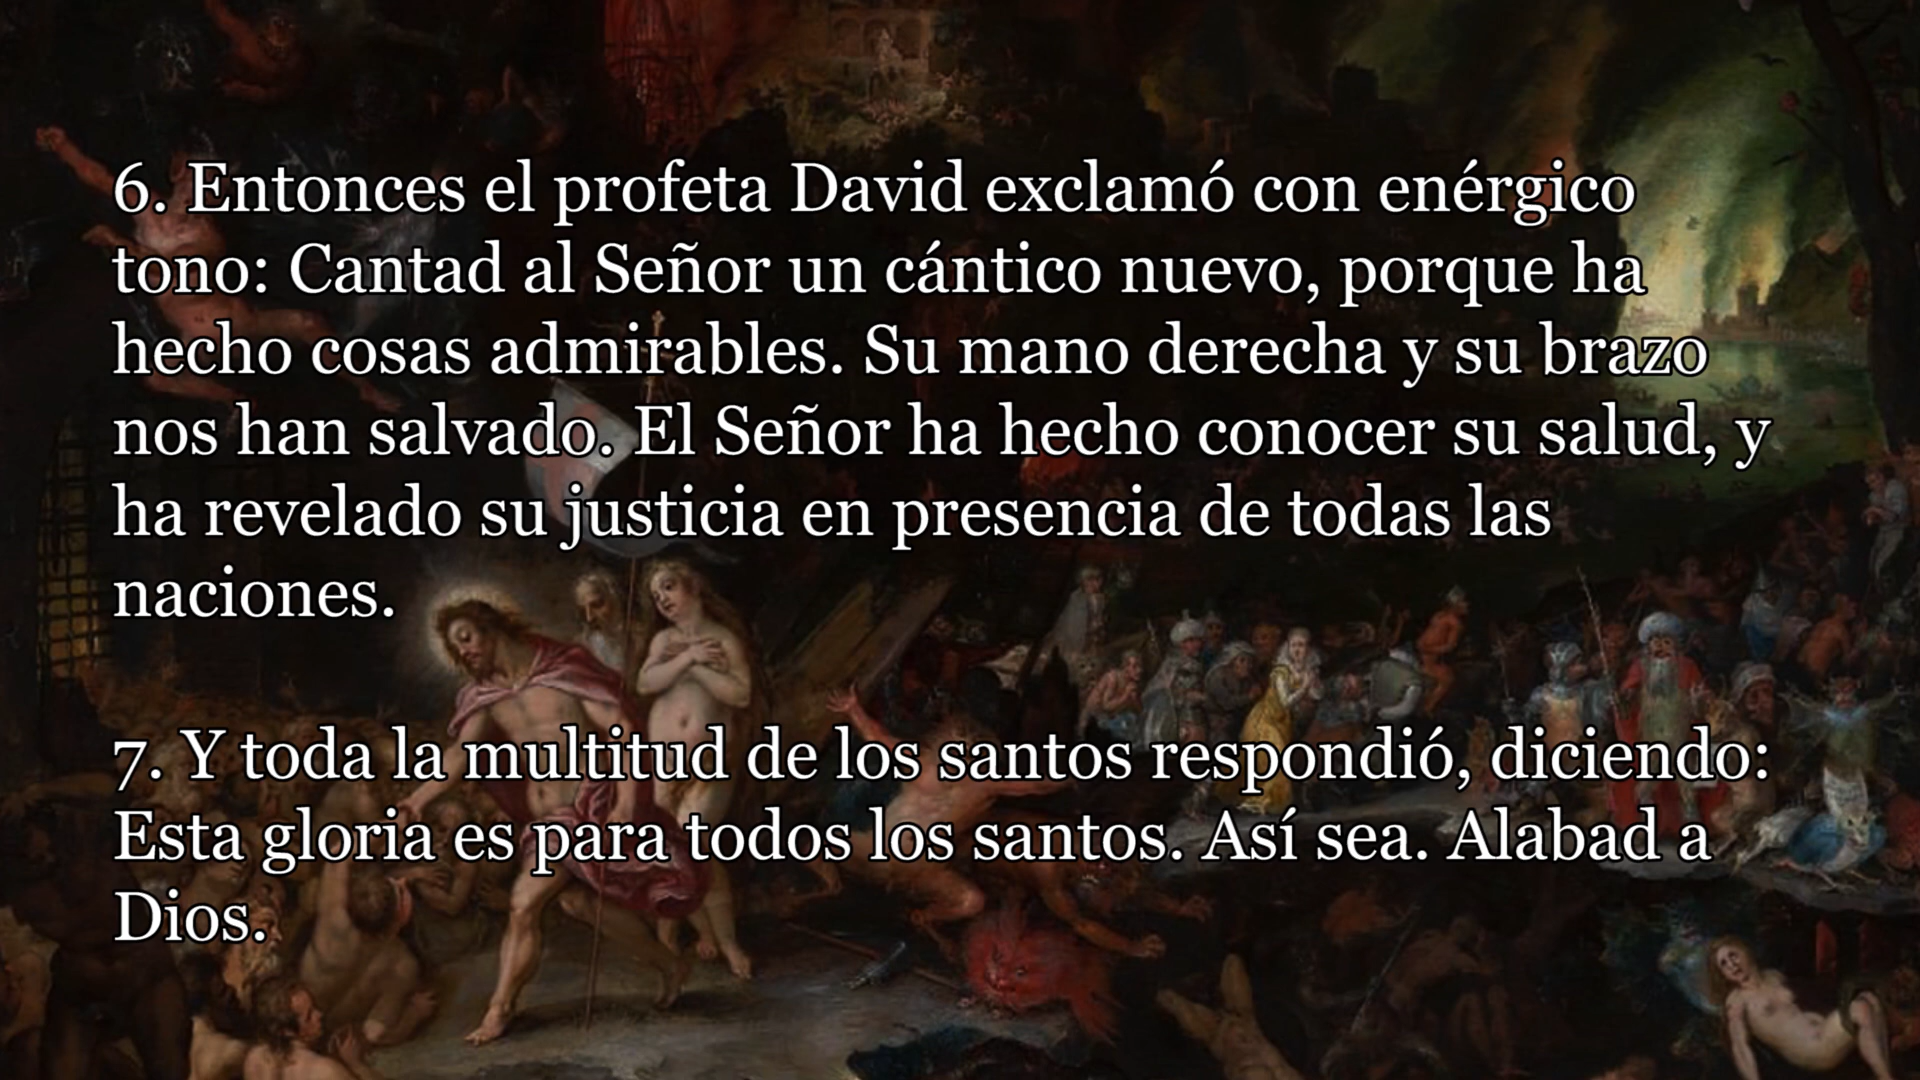 6. Entonces el profeta David exclamó con enérgico
tono: Cantad al Señor un cántico nuevo, porque ha
hecho cosas admirables. Su mano derecha y su brazo
nos han salvado. El Señor ha hecho conocer su salud, y
ha revelado su justicia en presencia de todas las
naciones.
7. Y toda la multitud de los santos respondió, diciendo:
Esta gloria es para todos los santos. Así sea. Alabad a
Dios.